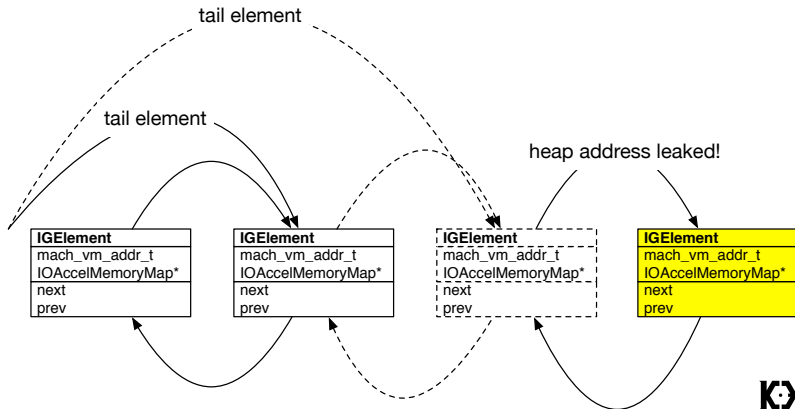 tail element
tail element
heap address leaked!
IGElement
mach_vm_addr_t
IOAccelMemoryMap*
next
prev
IGElement
mach_vm_addr_t
IOAccelMemoryMap*
next
prev
IGElement
mach_vm_addr_t
IOAccelMemoryMap*
next
prev
IGElement
mach_vm_addr_t
IOAccelMemoryMap*
next
prev